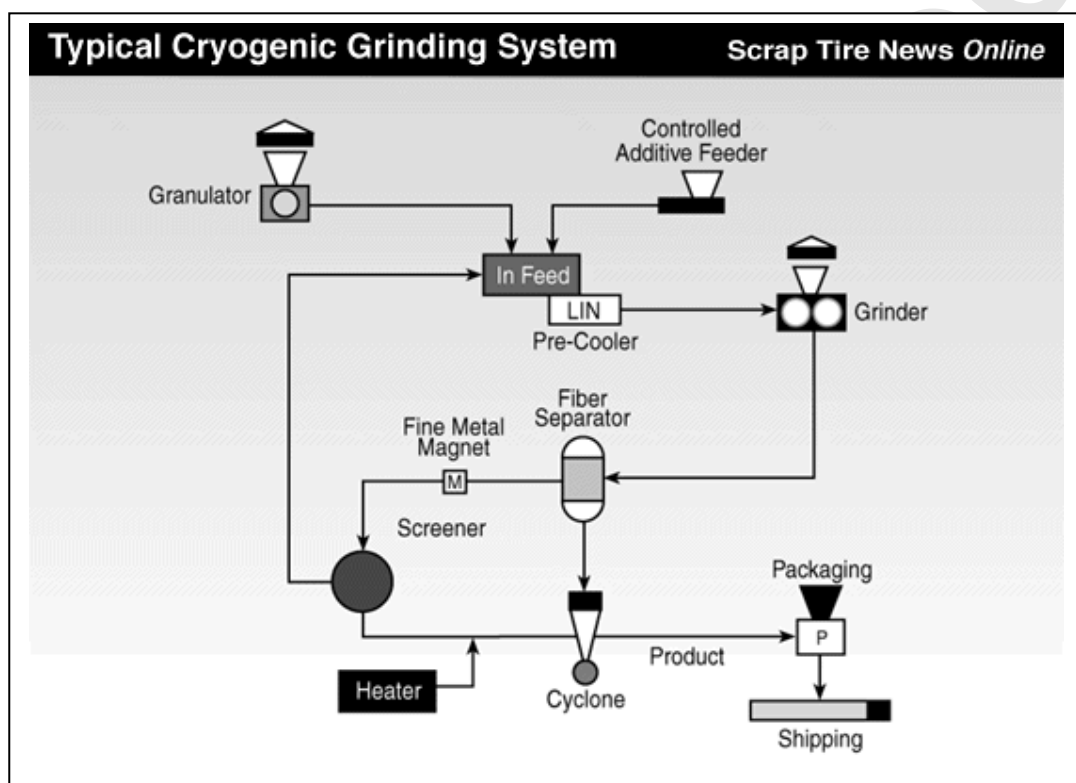 Typical Cryogenic Grinding System
Scrap Tire News Online
Controlled
Additive Feeder
Granulator
In Feed
LIN
Pre-Cooler
Grinder
Fiber
Separator
Fine Metal
Magnet
M
Screener
Packaging
P
Product
Heater
Cyclone
Shipping